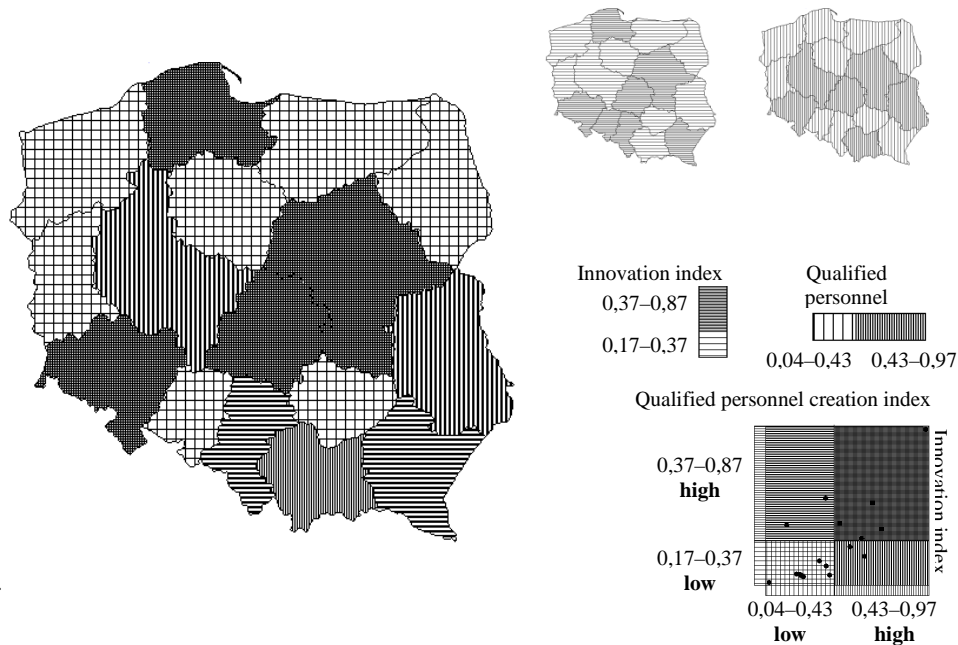 Innovation index
0,37–0,87
0,17–0,37
Qualified
personnel
0,04–0,43 0,43–0,97
Qualified personnel creation index
0,37–0,87
high
0,17–0,37
low
Innovation index
0,04–0,43 0,43–0,97
low high